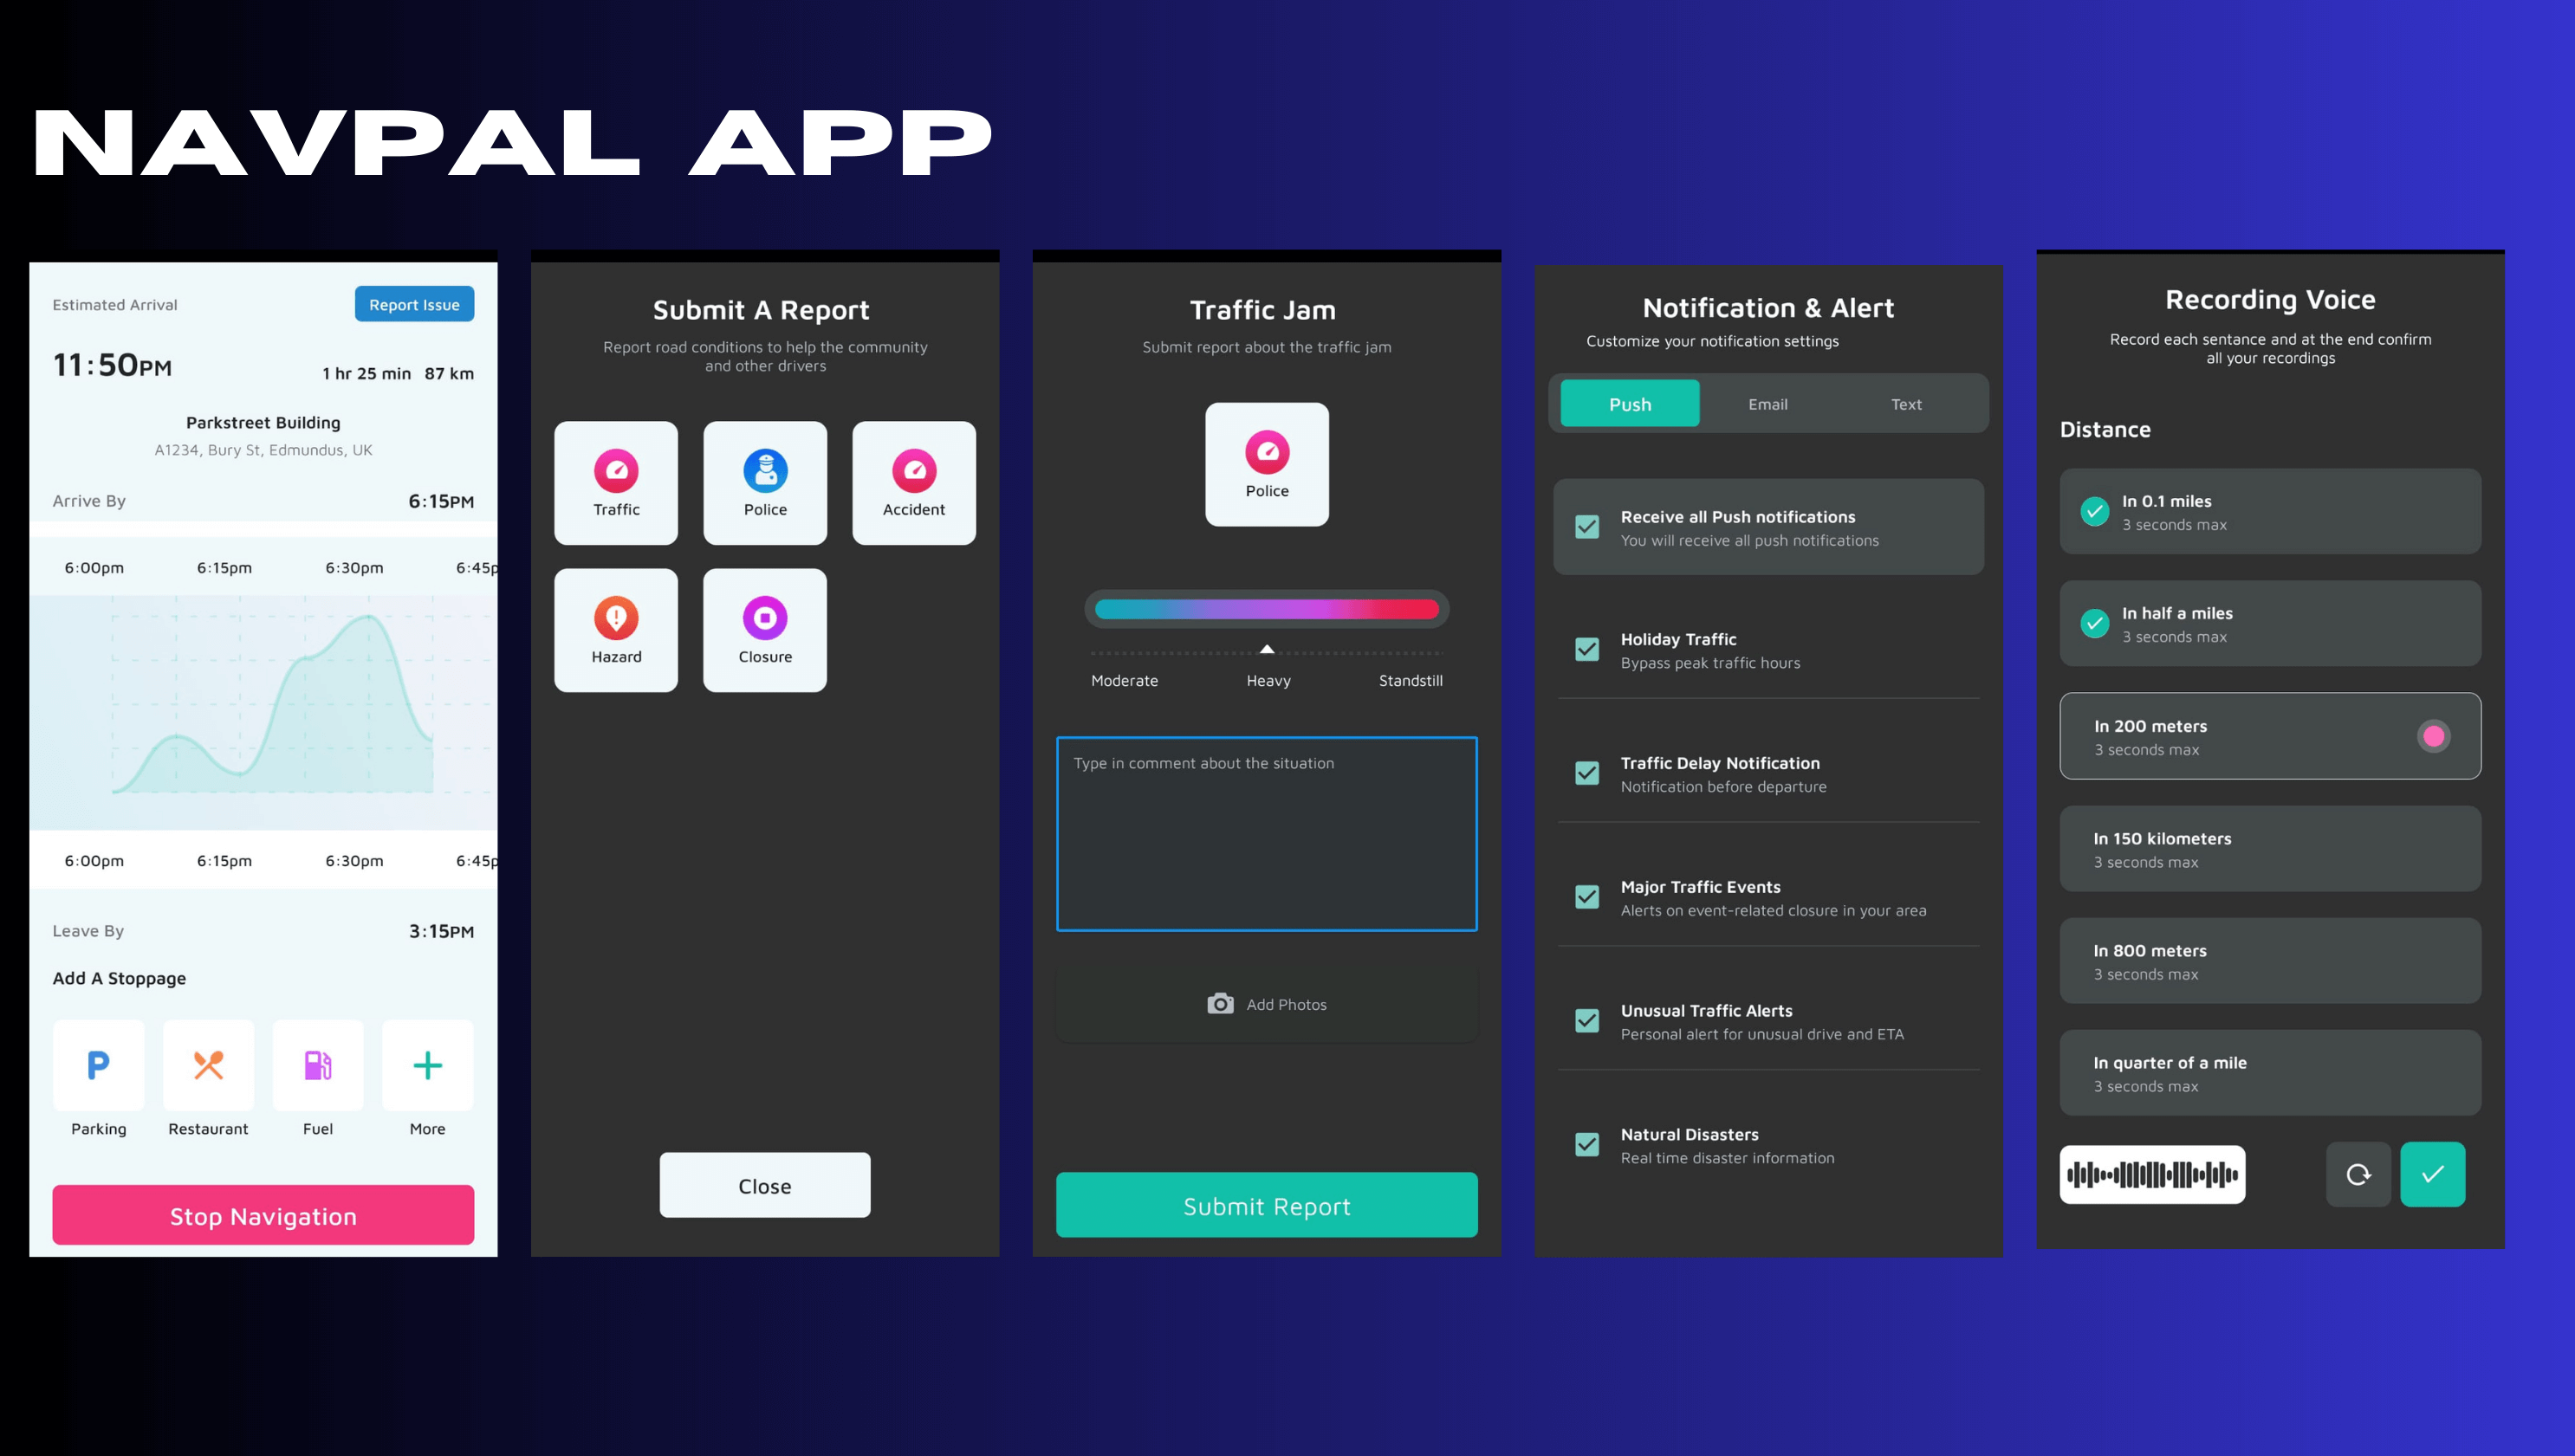 NAVPAL APP
Estimated Arrival
Report Issue
11:50PM
1 hr 25 min 87 km
Parkstreet Building
A1234, Bury St, Edmundus, UK
Arrive By
6:15PM
6:00pm 6:15pm 6:30pm 6:45p
6:00pm 6:15pm 6:30pm 6:45p
Leave By
3:15PM
Add A Stoppage
P
Parking Restaurant Fuel More
Stop Navigation
Submit A Report
Report road conditions to help the community
and other drivers
Traffic Police Accident
Hazard Closure
Close
Traffic Jam
Submit report about the traffic jam
Police
Moderate Heavy Standstill
Type in comment about the situation
Add Photos
Submit Report
Notification & Alert
Customize your notification settings
Push Email Text
Receive all Push notifications
You will receive all push notifications
Holiday Traffic
Bypass peak traffic hours
Traffic Delay Notification
Notification before departure
Major Traffic Events
Alerts on event-related closure in your area
Unusual Traffic Alerts
Personal alert for unusual drive and ETA
Natural Disasters
Real time disaster information
Recording Voice
Record each sentance and at the end confirm
all your recordings
Distance
In 0.1 miles
3 seconds max
In half a miles
3 seconds max
In 200 meters
3 seconds max
In 150 kilometers
3 seconds max
In 800 meters
3 seconds max
In quarter of a mile
3 seconds max